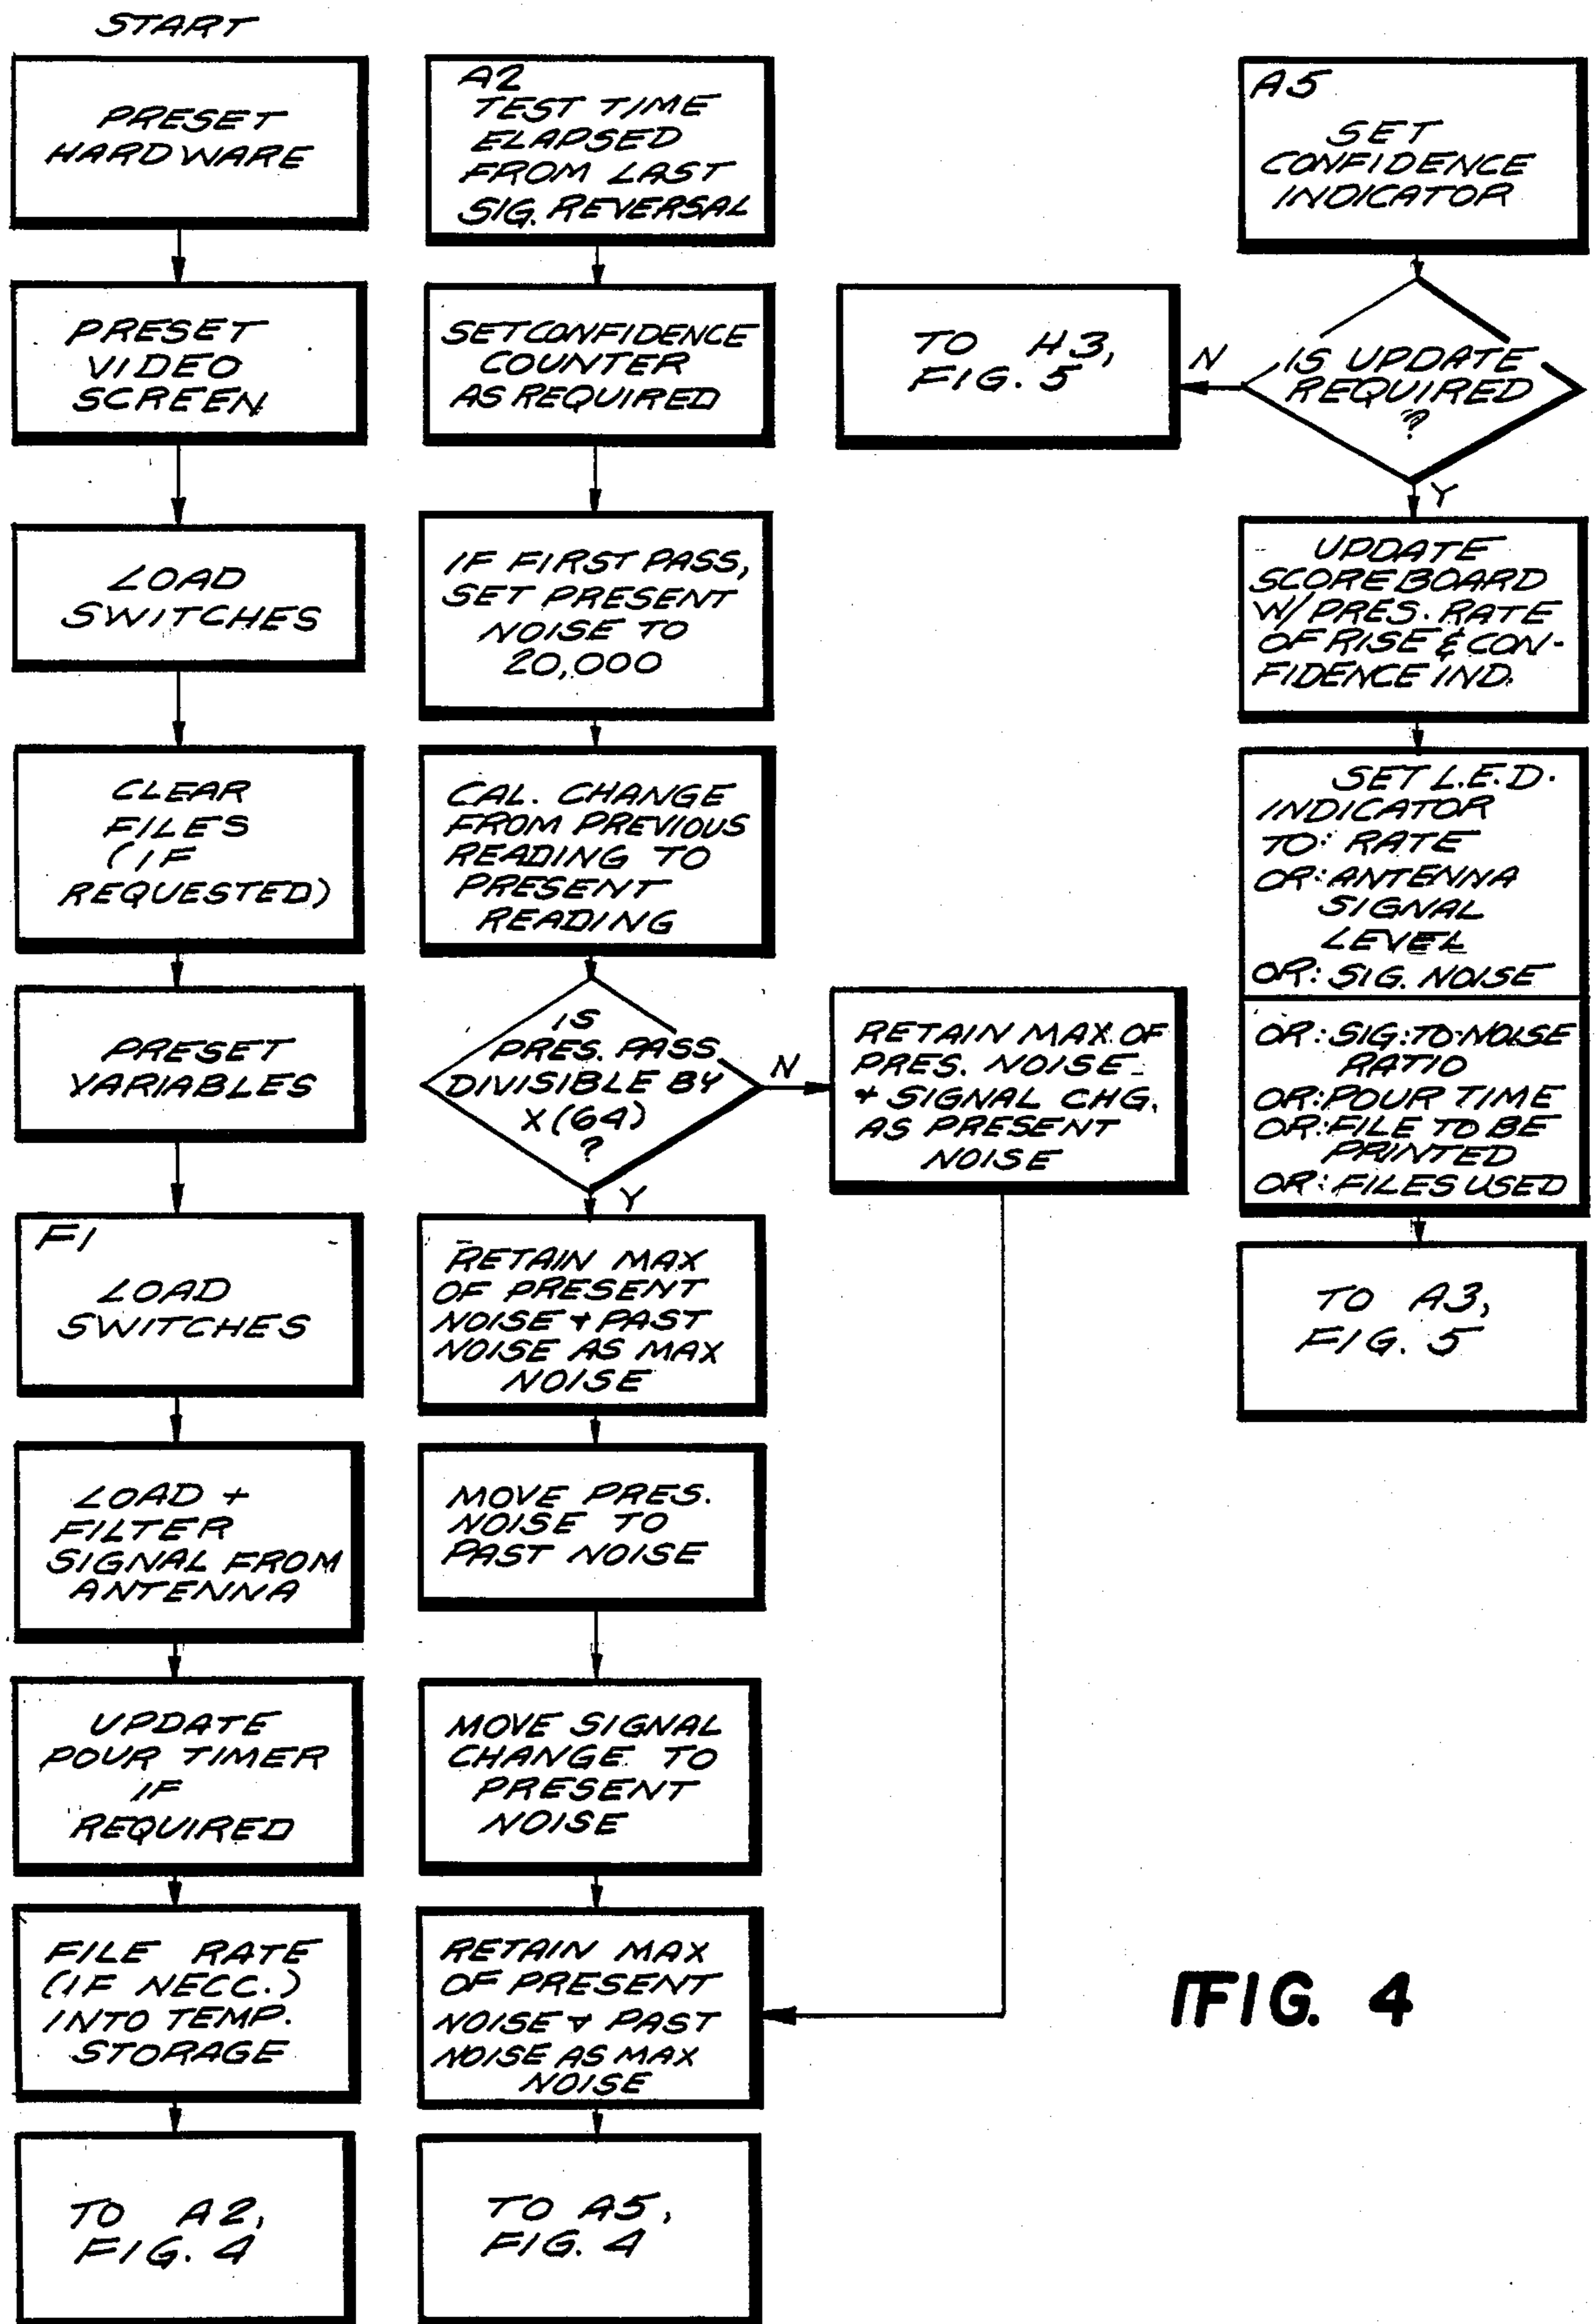 START
PRESET
HARDWARE
PRESET
VIDEO
SCREEN
LOAD
SWITCHES
CLEAR
FILES
(IF
REQUESTED)
PRESET
VARIABLES
F1
LOAD
SWITCHES
LOAD +
FILTER
SIGNAL FROM
ANTENNA
UPDATE
POUR TIMER
IF
REQUIRED
FILE RATE
(IF NECC.)
INTO TEMP.
STORAGE
TO A2,
FIG. 4
A2
TEST TIME
ELAPSED
FROM LAST
SIG. REVERSAL
SET CONFIDENCE
COUNTER
AS REQUIRED
IF FIRST PASS,
SET PRESENT
NOISE TO
20,000
CAL. CHANGE
FROM PREVIOUS
READING TO
PRESENT
READING
IS
PRES. PASS
DIVISIBLE BY
X(64)
?
N
Y
RETAIN MAX
OF PRESENT
NOISE + PAST
NOISE AS MAX
NOISE
MOVE PRES.
NOISE TO
PAST NOISE
MOVE SIGNAL
CHANGE TO
PRESENT
NOISE
RETAIN MAX
OF PRESENT
NOISE + PAST
NOISE AS MAX
NOISE
TO A5,
FIG. 4
RETAIN MAX OF
PRES. NOISE
+ SIGNAL CHG.
AS PRESENT
NOISE
A5
SET
CONFIDENCE
INDICATOR
IS UPDATE
REQUIRED
?
N
TO H3,
FIG. 5
Y
UPDATE
SCOREBOARD
W/PRES. RATE
OF RISE & CON-
FIDENCE IND.
SET L.E.D.
INDICATOR
TO: RATE
OR: ANTENNA
SIGNAL
LEVEL
OR: SIG. NOISE
OR: SIG:TO-NOISE
RATIO
OR: POUR TIME
OR: FILE TO BE
PRINTED
OR: FILES USED
TO A3,
FIG. 5
FIG. 4